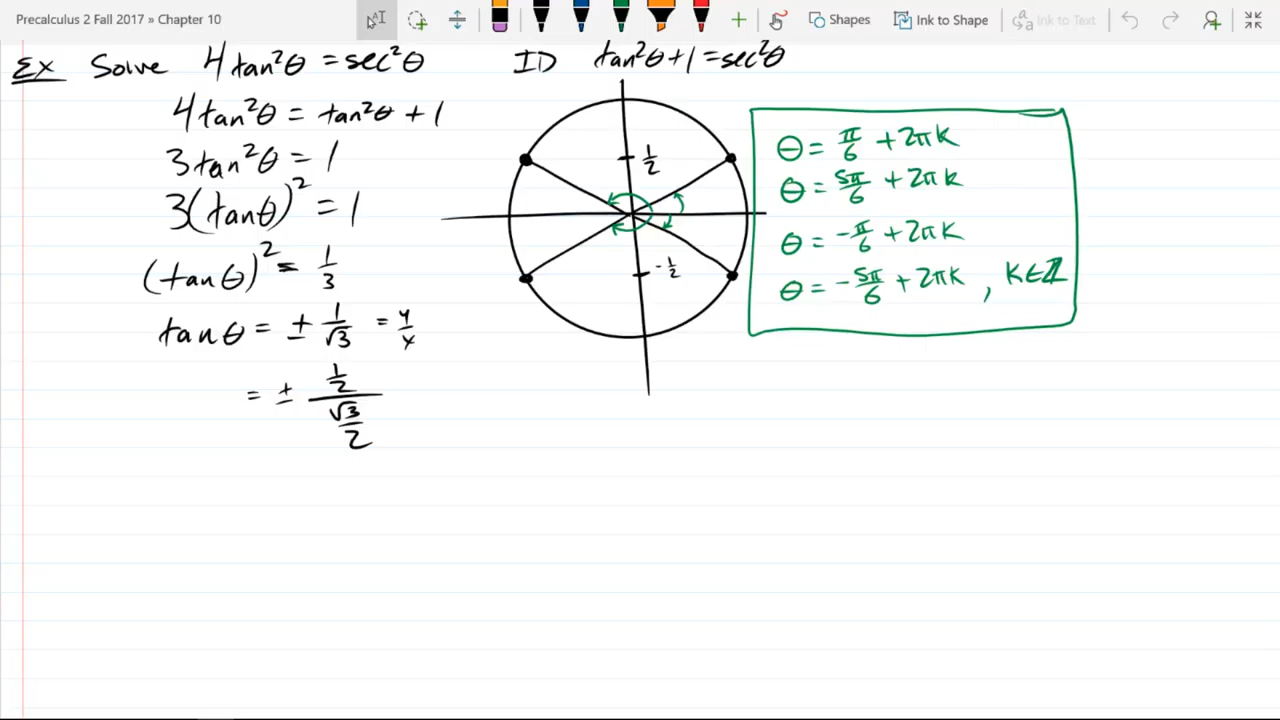 Precalculus 2 Fall 2017 » Chapter 10
Shapes
Ink to Shape
Ink to Text
Ex Solve 4tan²θ = sec²θ
ID tan²θ + 1 = sec²θ
4tan²θ = tan²θ + 1
3tan²θ = 1
3(tanθ)² = 1
(tanθ)² = 1/3
tanθ = ± 1/√3 = y/x
= ± (1/2)/(√3/2)
1/2
-1/2
θ = π/6 + 2πk
θ = 5π/6 + 2πk
θ = -π/6 + 2πk
θ = -5π/6 + 2πk , k∈ℤ